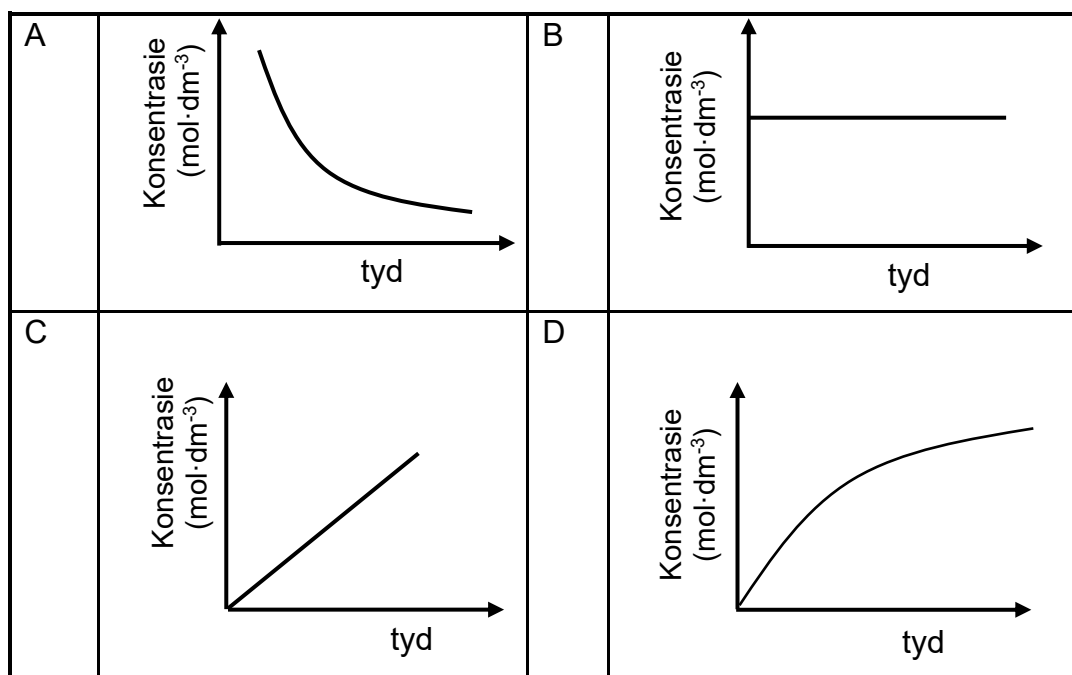 A
Konsentrasie
(mol·dm⁻³)
tyd
B
Konsentrasie
(mol·dm⁻³)
tyd
C
Konsentrasie
(mol·dm⁻³)
tyd
D
Konsentrasie
(mol·dm⁻³)
tyd